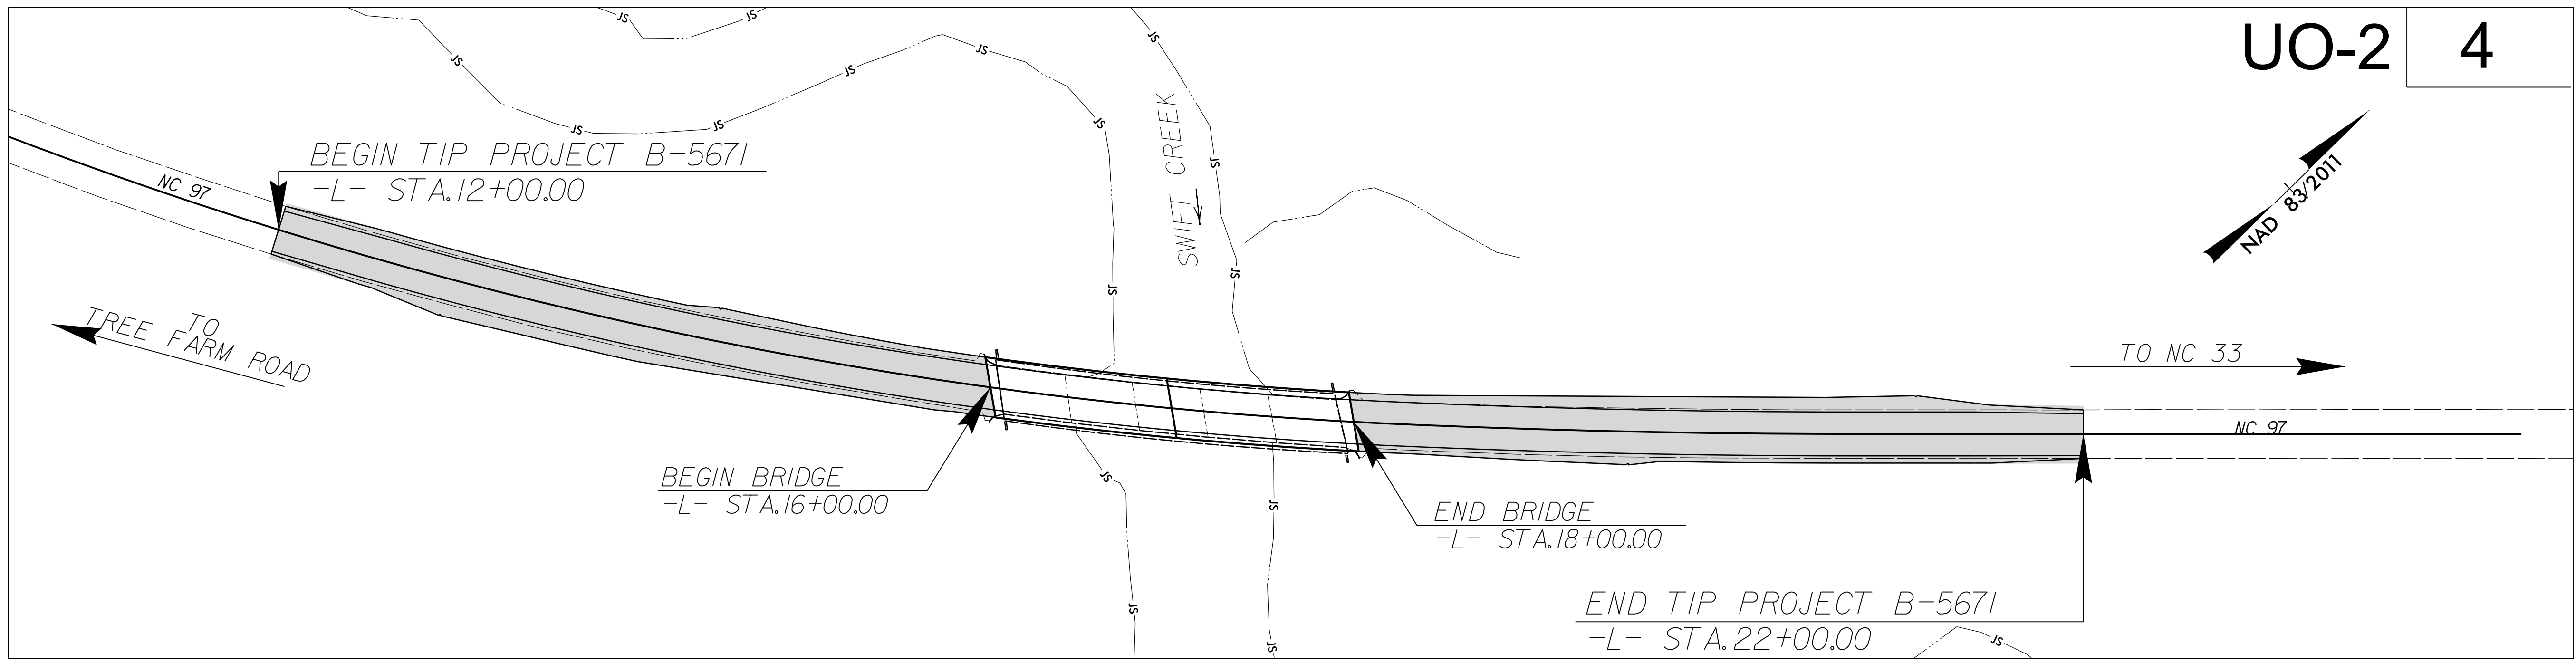 UO-2 4
JS
JS
JS
JS
JS
JS
JS
JS
JS
JS
JS
JS
JS
BEGIN TIP PROJECT B-5671
-L- STA.12+00.00
NC 97
SWIFT CREEK
NAD 83/2011
TO
TREE FARM ROAD
TO NC 33
NC 97
BEGIN BRIDGE
-L- STA.16+00.00
END BRIDGE
-L- STA.18+00.00
JS
JS
JS
JS
END TIP PROJECT B-5671
-L- STA.22+00.00
JS